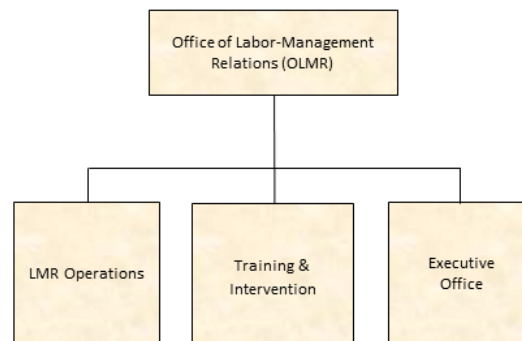 Office of Labor-Management
Relations (OLMR)
LMR Operations
Training &
Intervention
Executive
Office